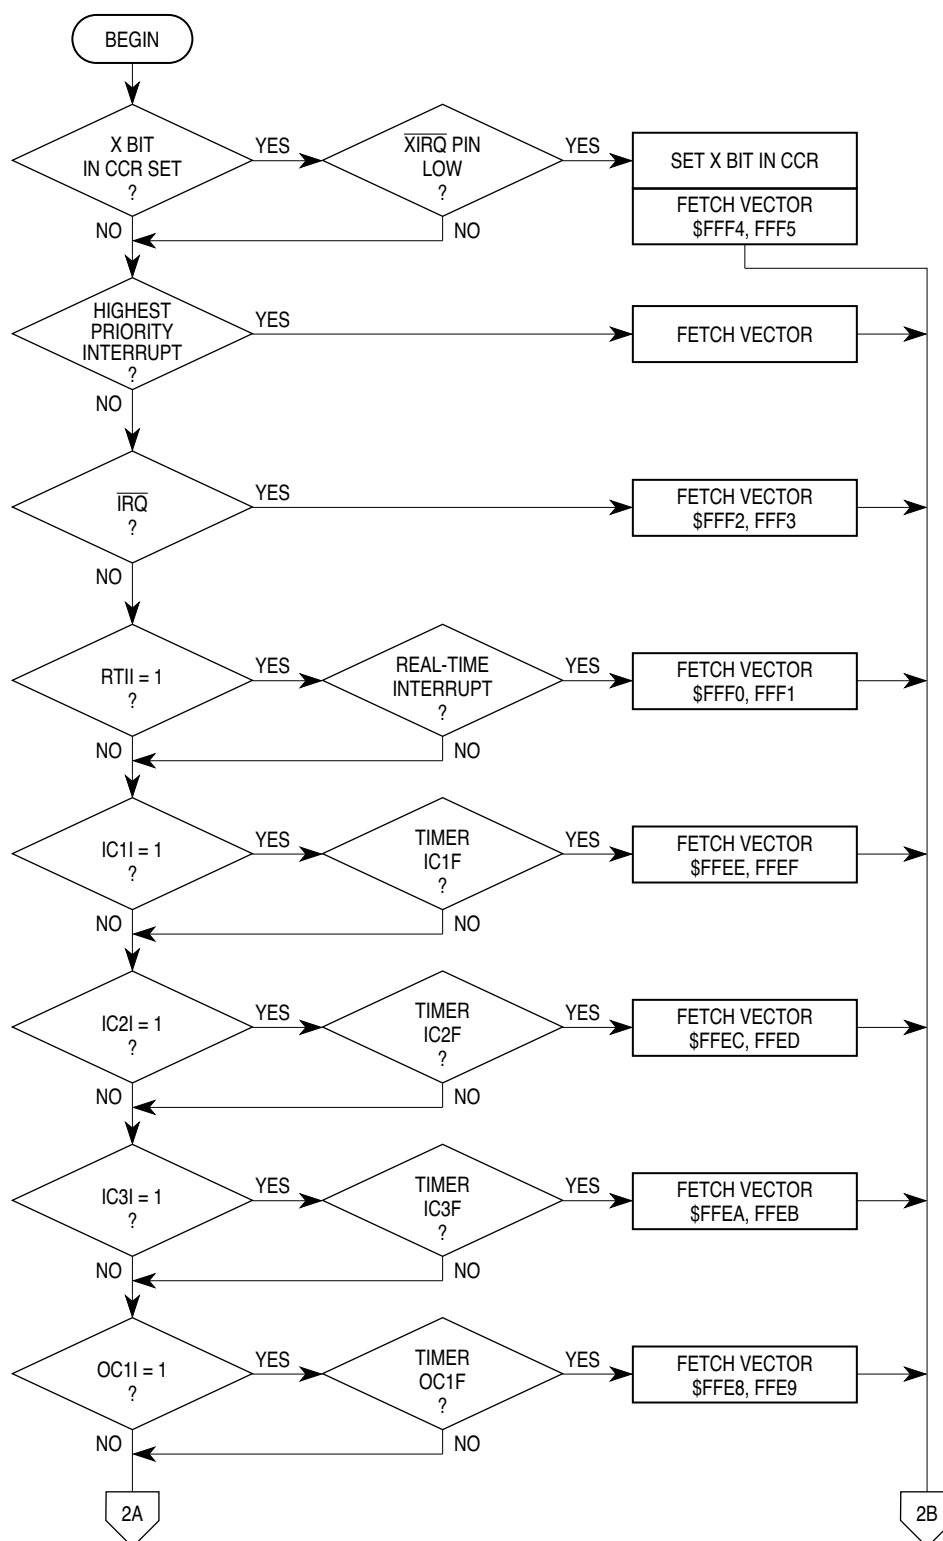 BEGIN
X BIT
IN CCR SET
?
YES
XIRQ PIN
LOW
?
YES
SET X BIT IN CCR
FETCH VECTOR
$FFF4, FFF5
NO
NO
HIGHEST
PRIORITY
INTERRUPT
?
YES
FETCH VECTOR
NO
IRQ
?
YES
FETCH VECTOR
$FFF2, FFF3
NO
RTII = 1
?
YES
REAL-TIME
INTERRUPT
?
YES
FETCH VECTOR
$FFF0, FFF1
NO
NO
IC1I = 1
?
YES
TIMER
IC1F
?
YES
FETCH VECTOR
$FFEE, FFEF
NO
NO
IC2I = 1
?
YES
TIMER
IC2F
?
YES
FETCH VECTOR
$FFEC, FFED
NO
NO
IC3I = 1
?
YES
TIMER
IC3F
?
YES
FETCH VECTOR
$FFEA, FFEB
NO
NO
OC1I = 1
?
YES
TIMER
OC1F
?
YES
FETCH VECTOR
$FFE8, FFE9
NO
NO
2A
2B